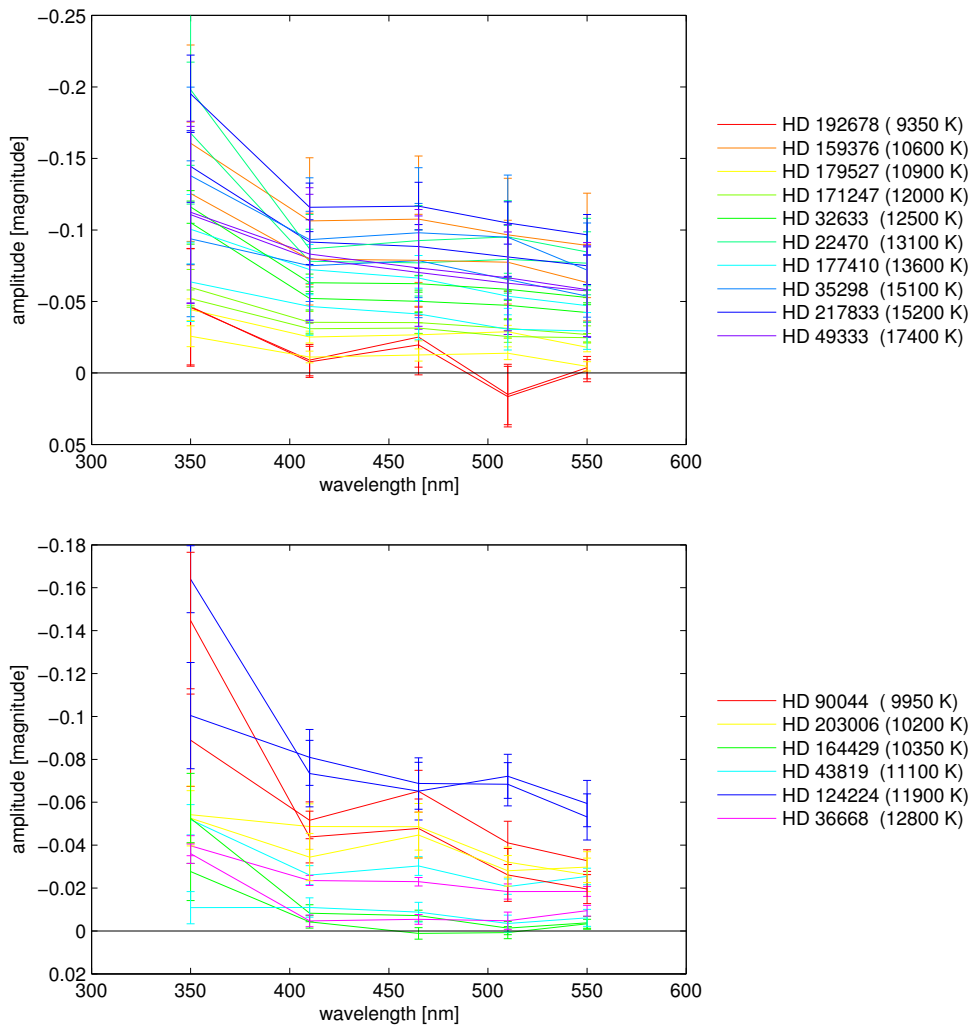 −0.25
−0.2
−0.15
−0.1
−0.05
0
0.05
amplitude [magnitude]
300 350 400 450 500 550 600
wavelength [nm]
HD 192678 ( 9350 K)
HD 159376 (10600 K)
HD 179527 (10900 K)
HD 171247 (12000 K)
HD 32633 (12500 K)
HD 22470 (13100 K)
HD 177410 (13600 K)
HD 35298 (15100 K)
HD 217833 (15200 K)
HD 49333 (17400 K)
−0.18
−0.16
−0.14
−0.12
−0.1
−0.08
−0.06
−0.04
−0.02
0
0.02
amplitude [magnitude]
300 350 400 450 500 550 600
wavelength [nm]
HD 90044 ( 9950 K)
HD 203006 (10200 K)
HD 164429 (10350 K)
HD 43819 (11100 K)
HD 124224 (11900 K)
HD 36668 (12800 K)